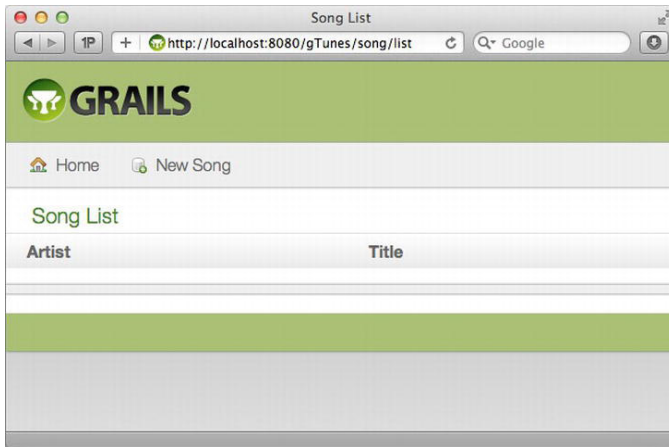 Song List
1P + http://localhost:8080/gTunes/song/list Google
GRAILS
Home New Song
Song List
Artist Title